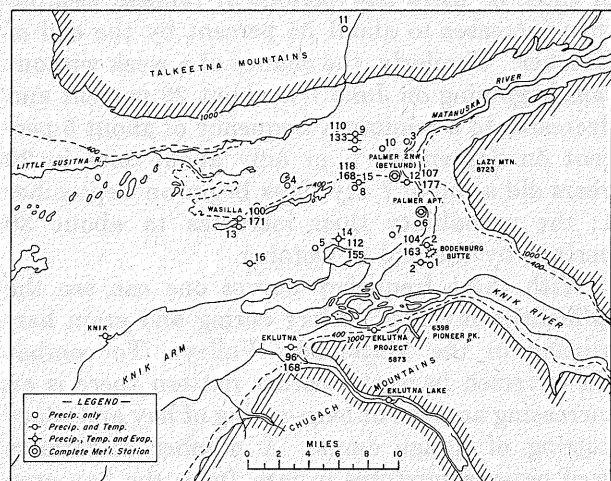 11
TALKEETNA MOUNTAINS
1000
MATANUSKA
RIVER
400
LITTLE SUSITNA R.
110
133
9
10
3
PALMER 2NW
(BEYLUND)
LAZY MTN.
8723
118
168
15
8
12
107
177
4
WASILLA
100
171
13
PALMER APT.
6
7
14
112
155
5
104
163
2
BODENBURG
BUTTE
2
1
16
KNIK
KNIK ARM
KNIK
RIVER
400
1000
400
1000
EKLUTNA
EKLUTNA
PROJECT
5873
6398
PIONEER PK.
96
168
CHUGACH MOUNTAINS
EKLUTNA LAKE
— LEGEND —
Precip. only
Precip. and Temp.
Precip., Temp. and Evap.
Complete Met'l. Station
MILES
0 2 4 6 8 10